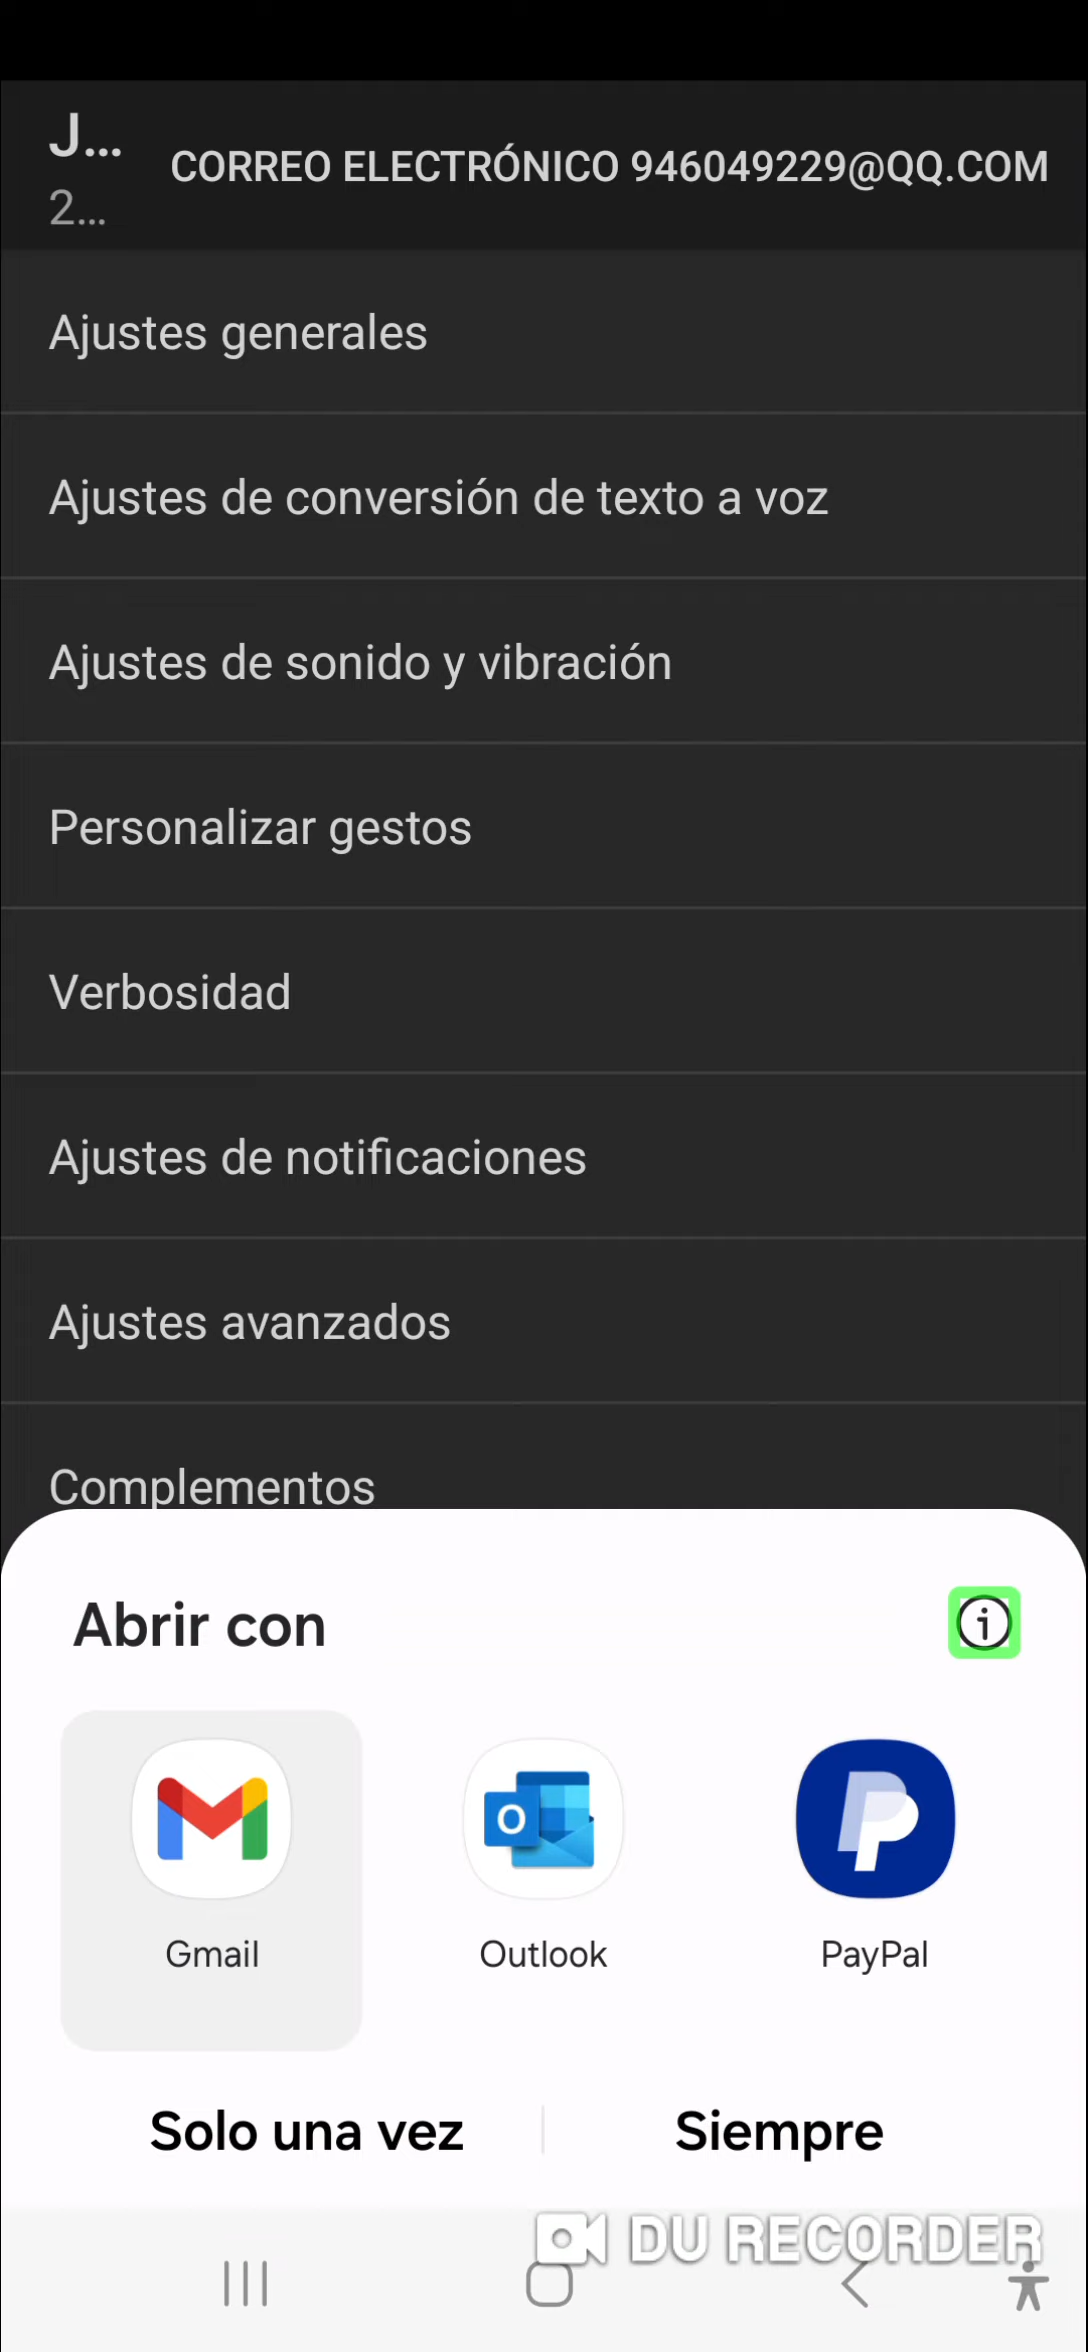 J...
CORREO ELECTRÓNICO 946049229@QQ.COM
2...
Ajustes generales
Ajustes de conversión de texto a voz
Ajustes de sonido y vibración
Personalizar gestos
Verbosidad
Ajustes de notificaciones
Ajustes avanzados
Complementos
Abrir con
Gmail
Outlook
PayPal
Solo una vez
Siempre
DU RECORDER